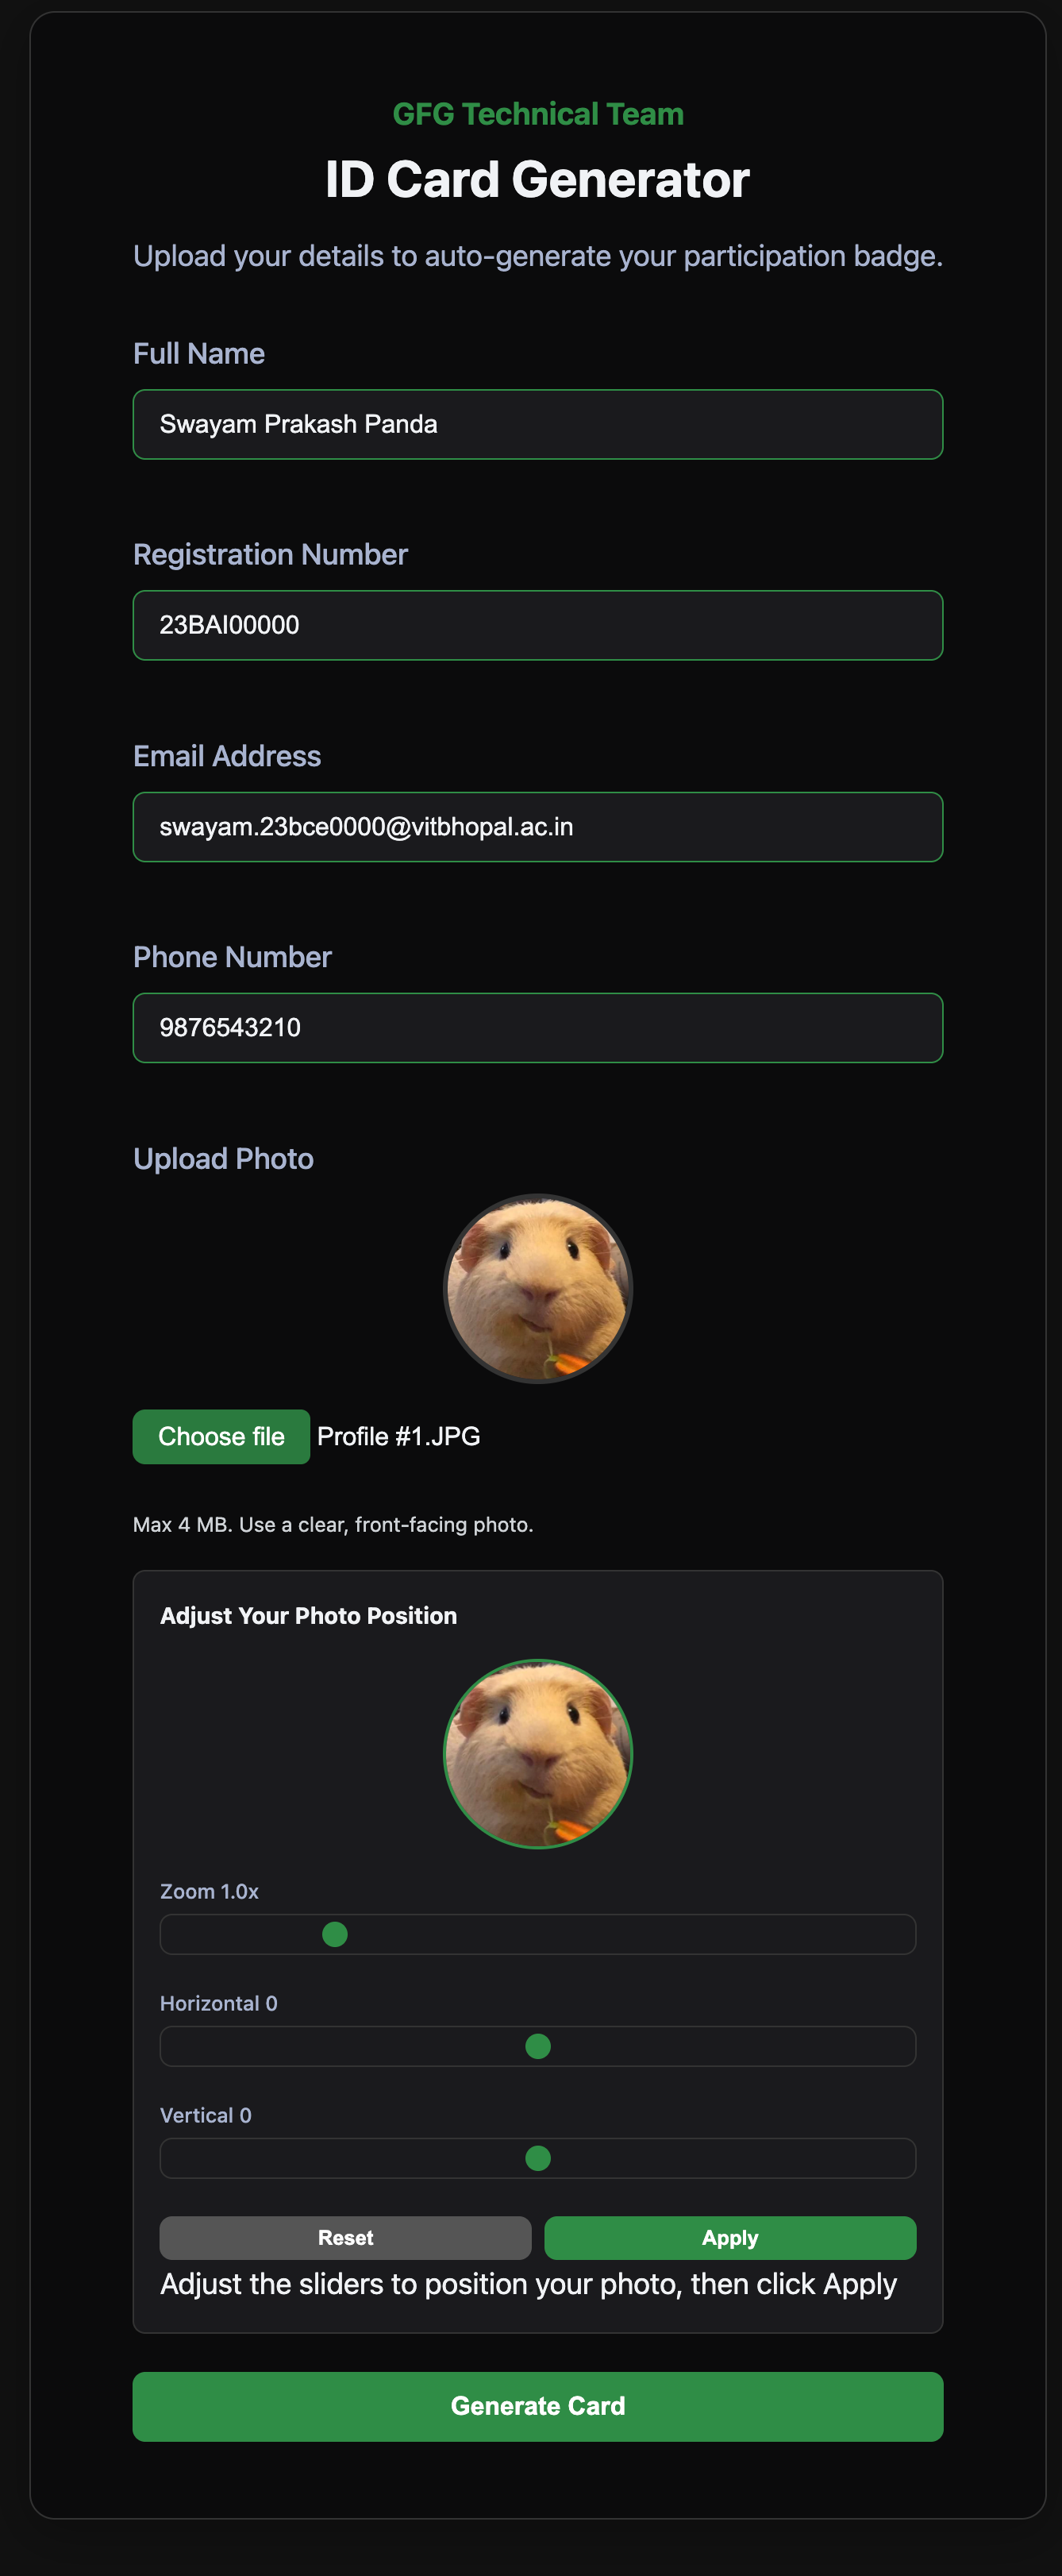 GFG Technical Team
ID Card Generator
Upload your details to auto-generate your participation badge.
Full Name
Swayam Prakash Panda
Registration Number
23BAI00000
Email Address
swayam.23bce0000@vitbhopal.ac.in
Phone Number
9876543210
Upload Photo
Choose file Profile #1.JPG
Max 4 MB. Use a clear, front-facing photo.
Adjust Your Photo Position
Zoom 1.0x
Horizontal 0
Vertical 0
Reset Apply
Adjust the sliders to position your photo, then click Apply
Generate Card